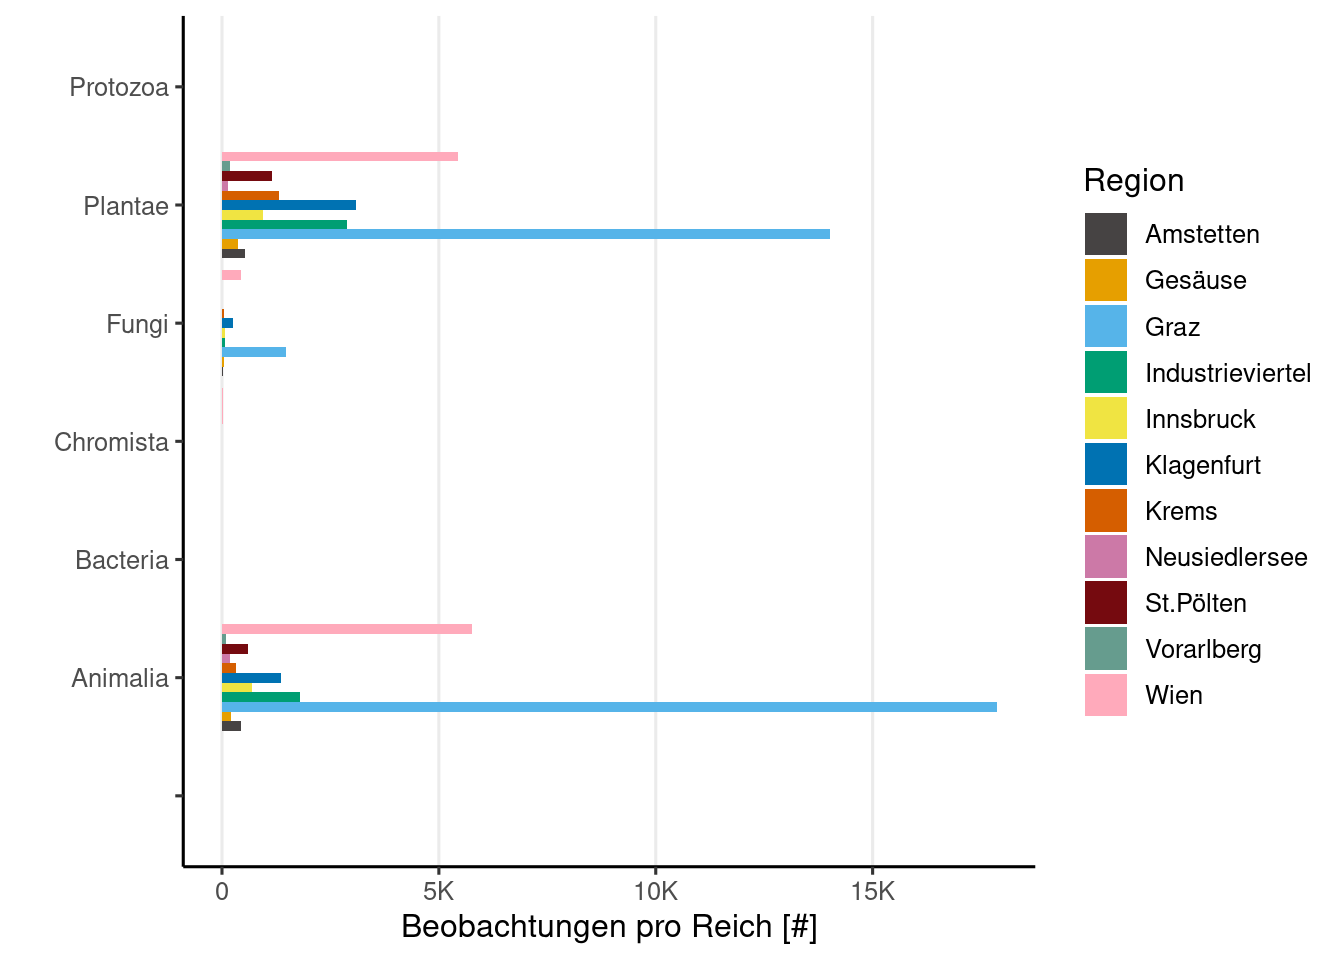 Protozoa
Plantae
Fungi
Chromista
Bacteria
Animalia
0 5K 10K 15K
Beobachtungen pro Reich [#]
Region
Amstetten
Gesäuse
Graz
Industrieviertel
Innsbruck
Klagenfurt
Krems
Neusiedlersee
St.Pölten
Vorarlberg
Wien